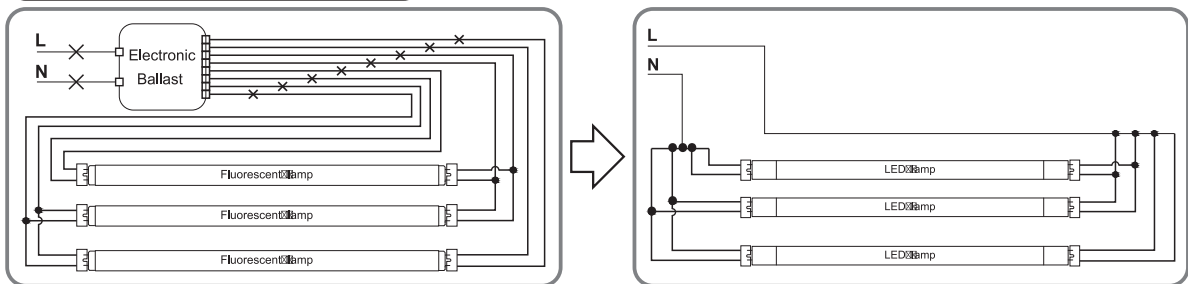 L
Electronic
N
Ballast
Fluorescent lamp
Fluorescent lamp
Fluorescent lamp
L
N
LED lamp
LED lamp
LED lamp